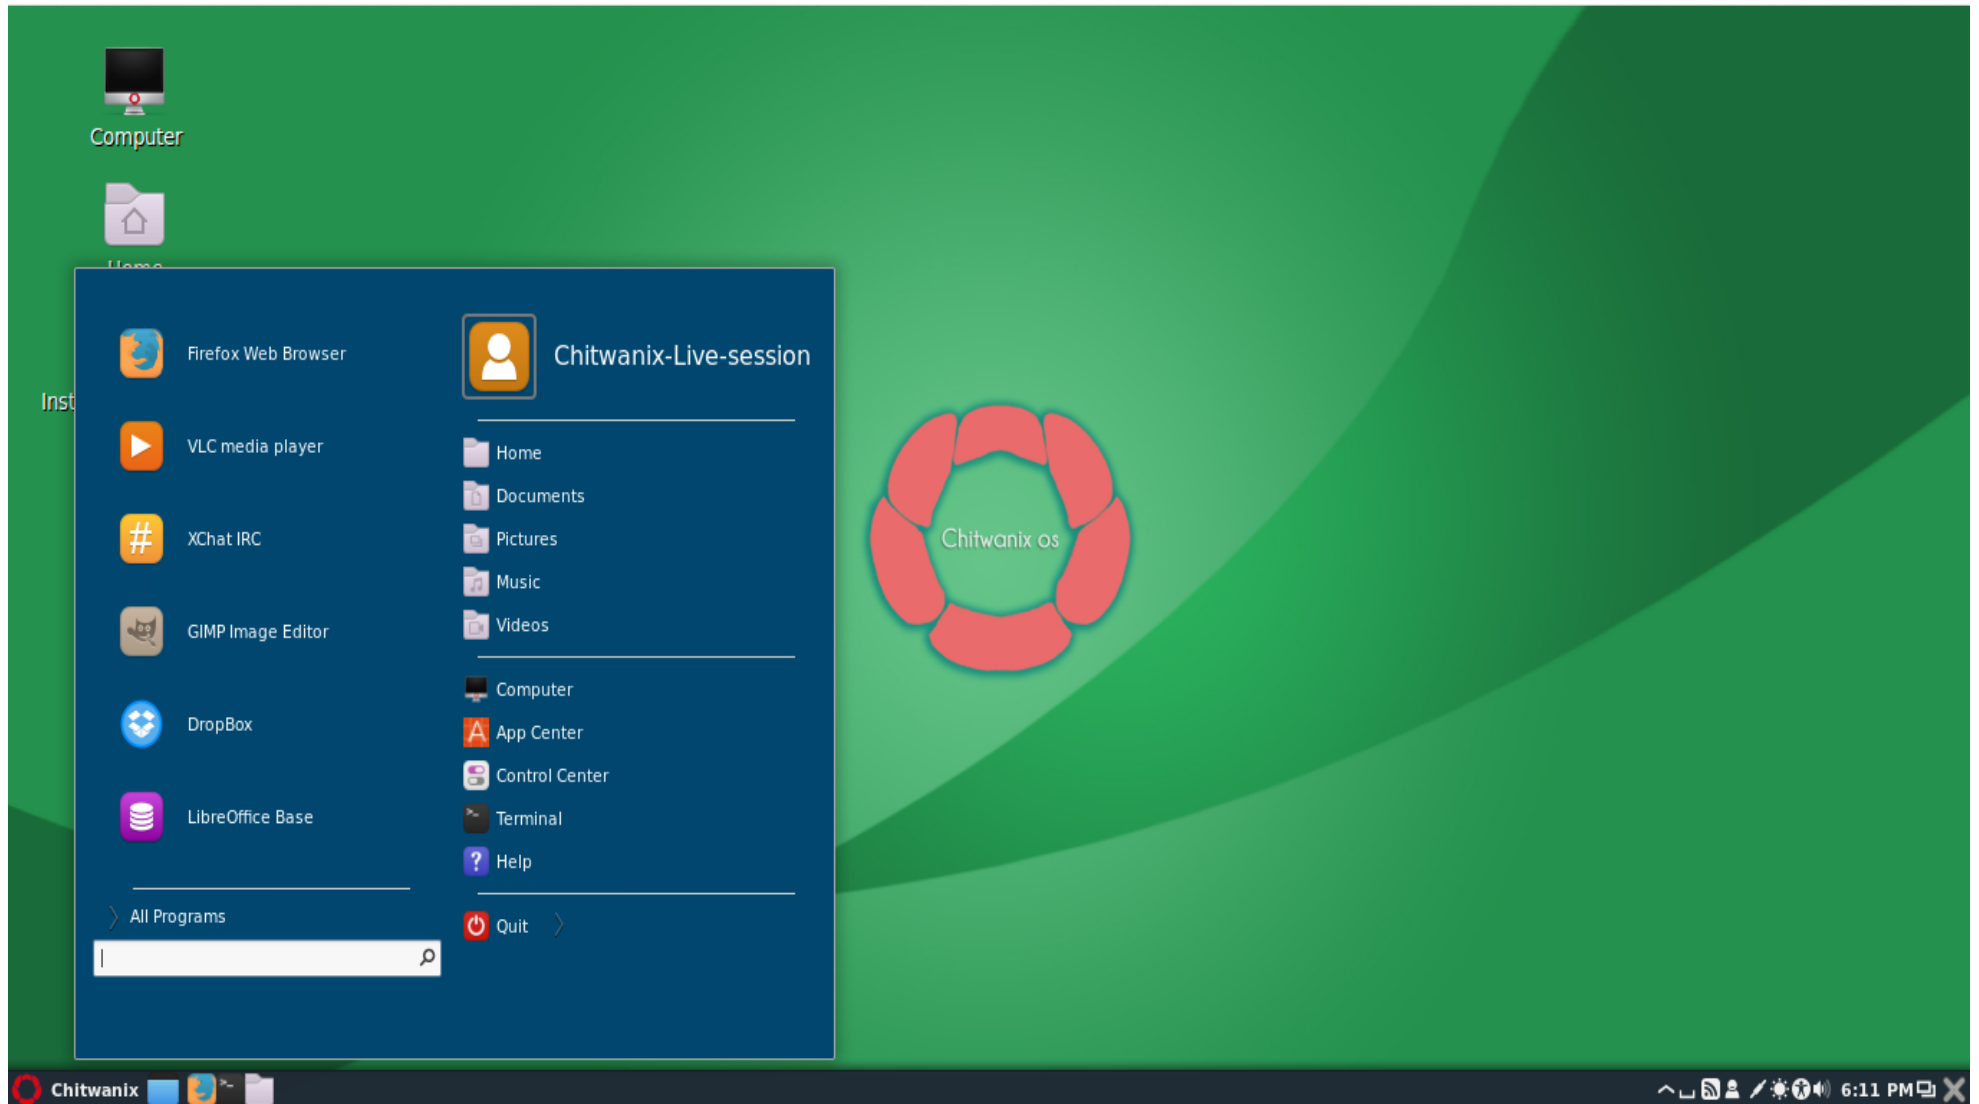 Computer
Home
Inst
Firefox Web Browser
VLC media player
XChat IRC
GIMP Image Editor
DropBox
LibreOffice Base
All Programs
Chitwanix-Live-session
Home
Documents
Pictures
Music
Videos
Computer
App Center
Control Center
Terminal
Help
Quit
Chitwanix os
Chitwanix
6:11 PM